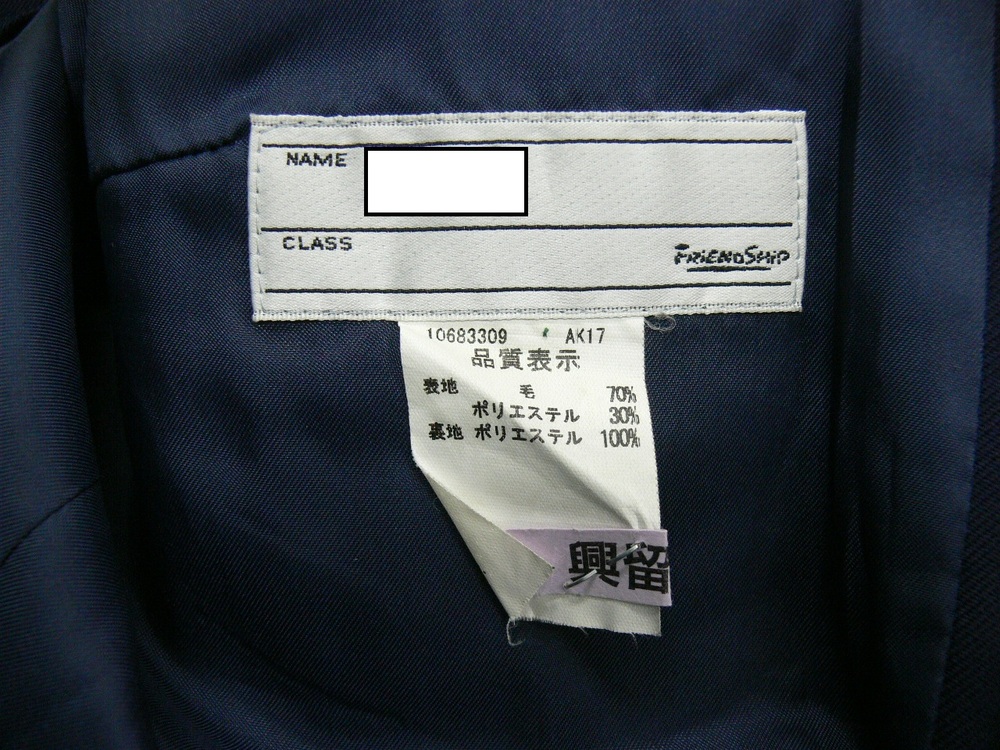 NAME
CLASS
FRIENDSHIP
10683309 AK17
品質表示
表地 毛 70%
ポリエステル 30%
裏地 ポリエステル 100%
興留